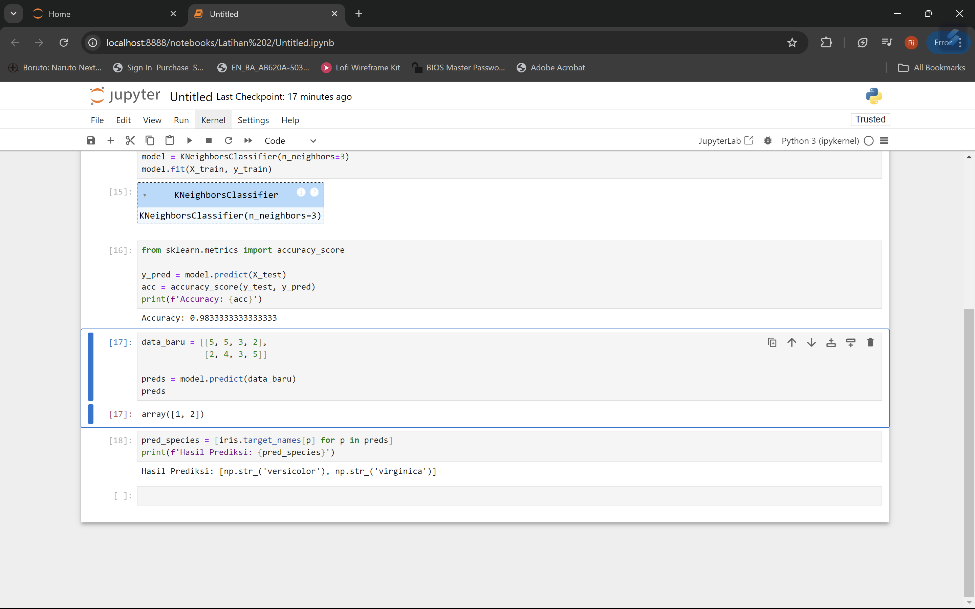 Home
Untitled
localhost:8888/notebooks/Latihan%202/Untitled.ipynb
Bi
Error
Boruto: Naruto Next...
Sign In Purchase S...
EN_BA_AB620A-503...
Lofi Wireframe Kit
BIOS Master Passwo...
Adobe Acrobat
All Bookmarks
jupyter Untitled Last Checkpoint: 17 minutes ago
File Edit View Run Kernel Settings Help
Trusted
Code
JupyterLab
Python 3 (ipykernel)
model = KNeighborsClassifier(n_neighbors=3)
model.fit(X_train, y_train)
[15]:
KNeighborsClassifier
KNeighborsClassifier(n_neighbors=3)
[16]: from sklearn.metrics import accuracy_score
y_pred = model.predict(X_test)
acc = accuracy_score(y_test, y_pred)
print(f'Accuracy: {acc}')
Accuracy: 0.9833333333333333
[17]: data_baru = [[5, 5, 3, 2],
[2, 4, 3, 5]]
preds = model.predict(data_baru)
preds
[17]: array([1, 2])
[18]: pred_species = [iris.target_names[p] for p in preds]
print(f'Hasil Prediksi: {pred_species}')
Hasil Prediksi: [np.str_('versicolor'), np.str_('virginica')]
[ ]: